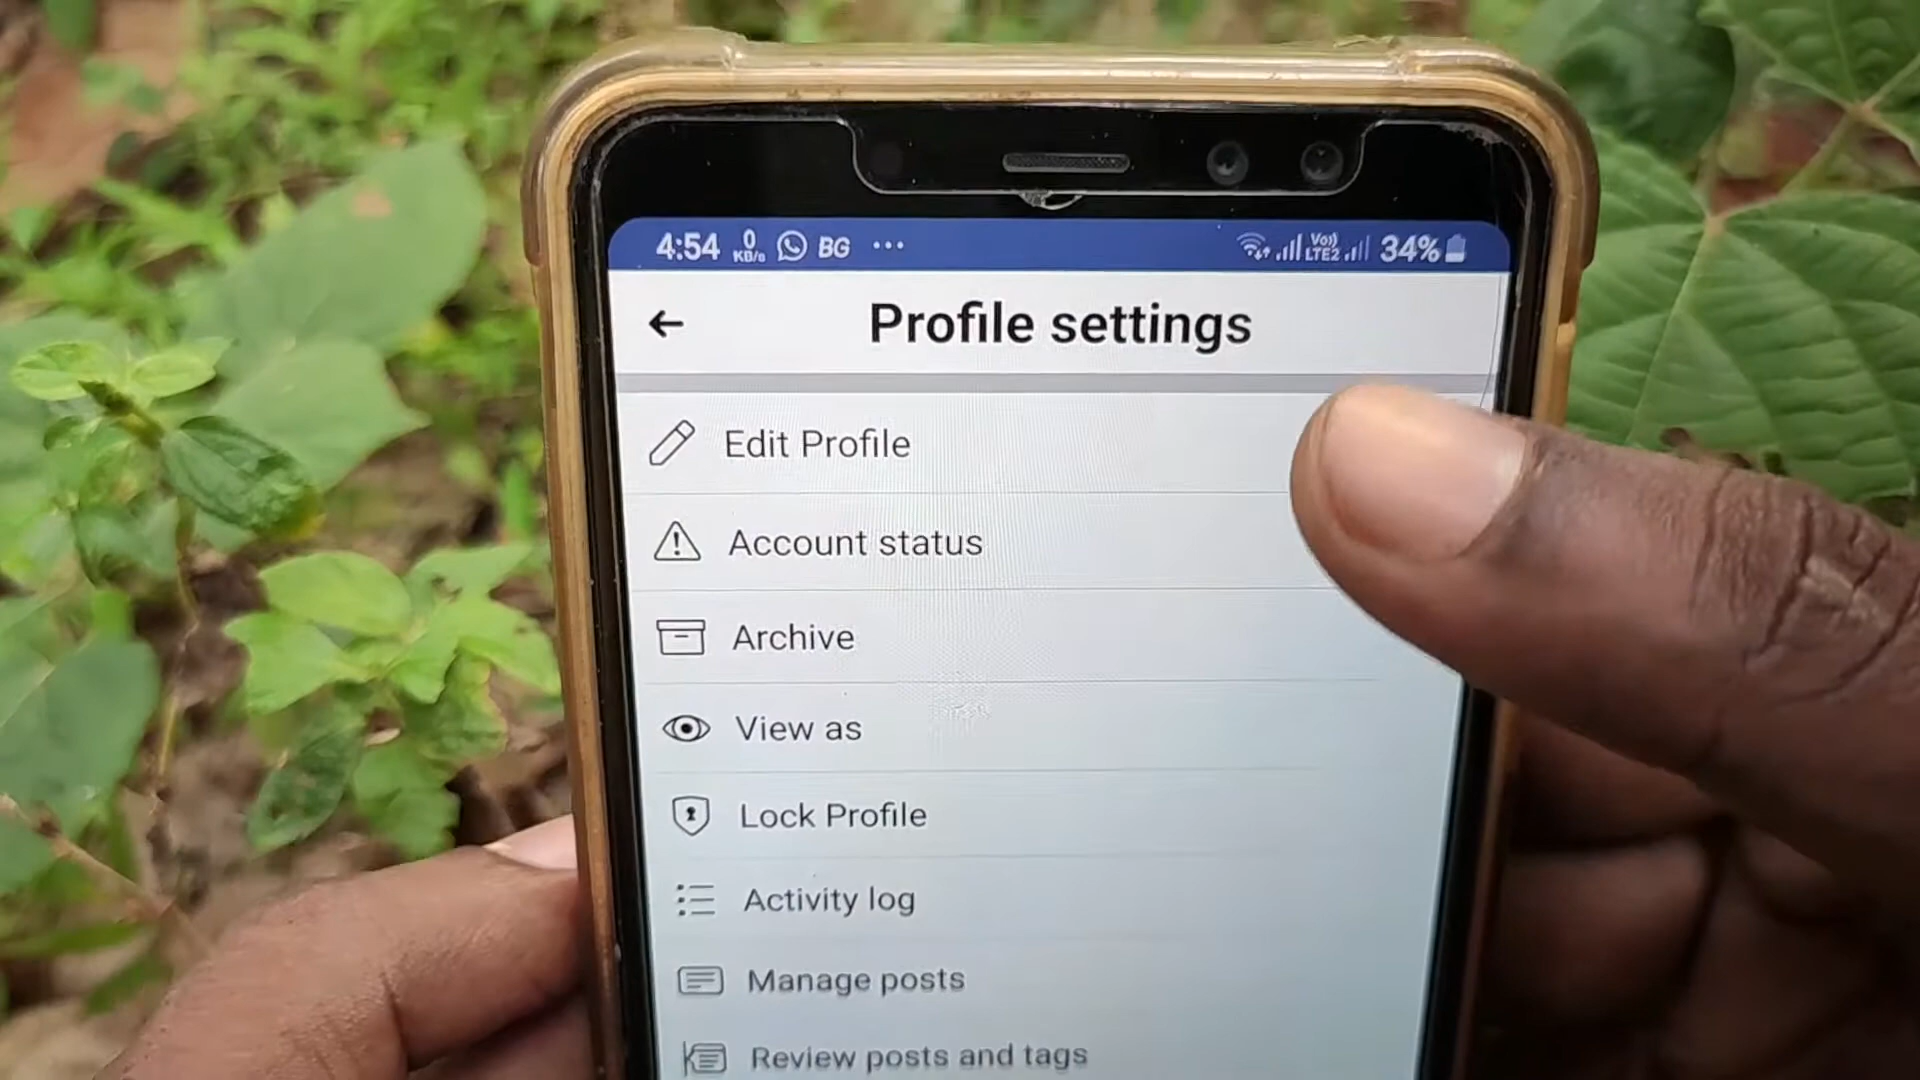 4:54 0 KB/s BG ... Vo)) LTE2 34%
Profile settings
Edit Profile
Account status
Archive
View as
Lock Profile
Activity log
Manage posts
Review posts and tags